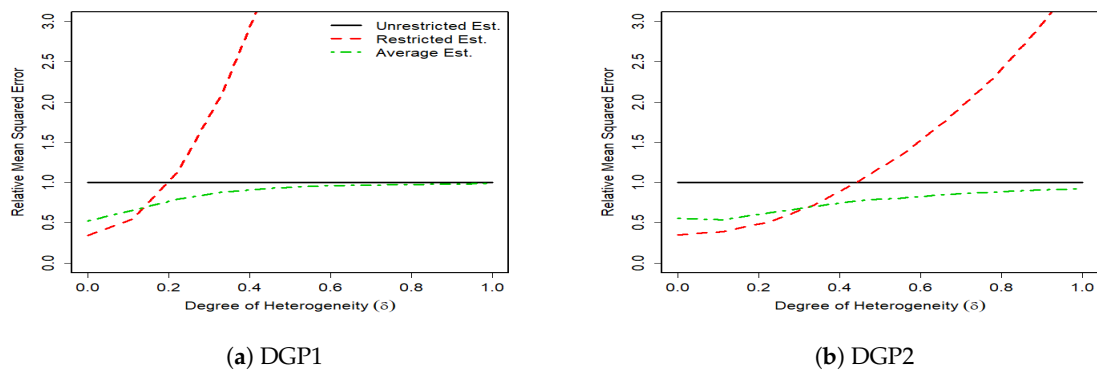 Relative Mean Squared Error
3.0
2.5
2.0
1.5
1.0
0.5
0.0
Unrestricted Est.
Restricted Est.
Average Est.
0.0 0.2 0.4 0.6 0.8 1.0
Degree of Heterogeneity (δ)
(a) DGP1
Relative Mean Squared Error
3.0
2.5
2.0
1.5
1.0
0.5
0.0
0.0 0.2 0.4 0.6 0.8 1.0
Degree of Heterogeneity (δ)
(b) DGP2